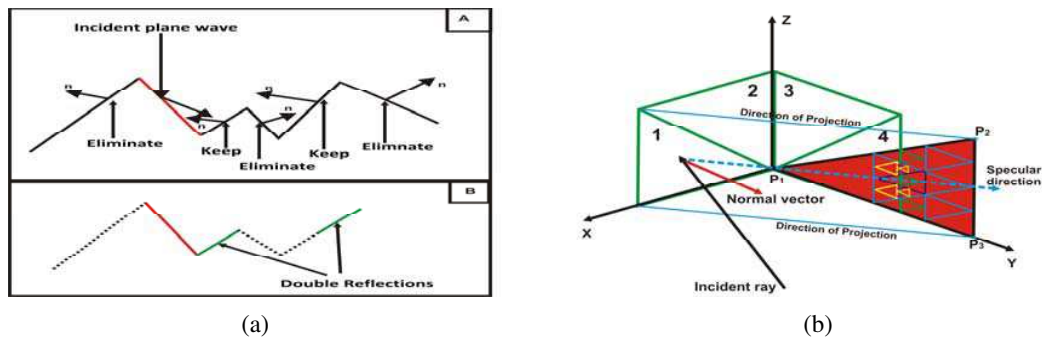 A
Incident plane wave
n
n
n
n
n
Eliminate
Keep
Eliminate
Keep
Elimnate
B
Double Reflections
(a)
Z
2
3
Direction of Projection
1
4
P2
P1
Specular
direction
Normal vector
X
Direction of Projection
P3
Y
Incident ray
(b)